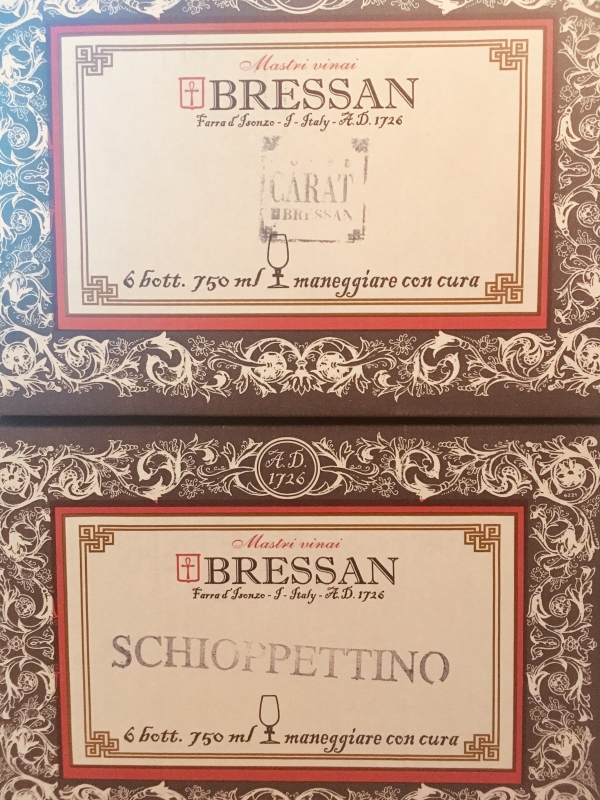 Mastri vinai
BRESSAN
Farra d'Isonzo - I - Italy - A.D. 1726
CARAT
BRESSAN
6 bott. 750 ml maneggiare con cura
A.D.
1726
6221
Mastri vinai
BRESSAN
Farra d'Isonzo - I - Italy - A.D. 1726
SCHIOPPETTINO
6 bott. 750 ml maneggiare con cura